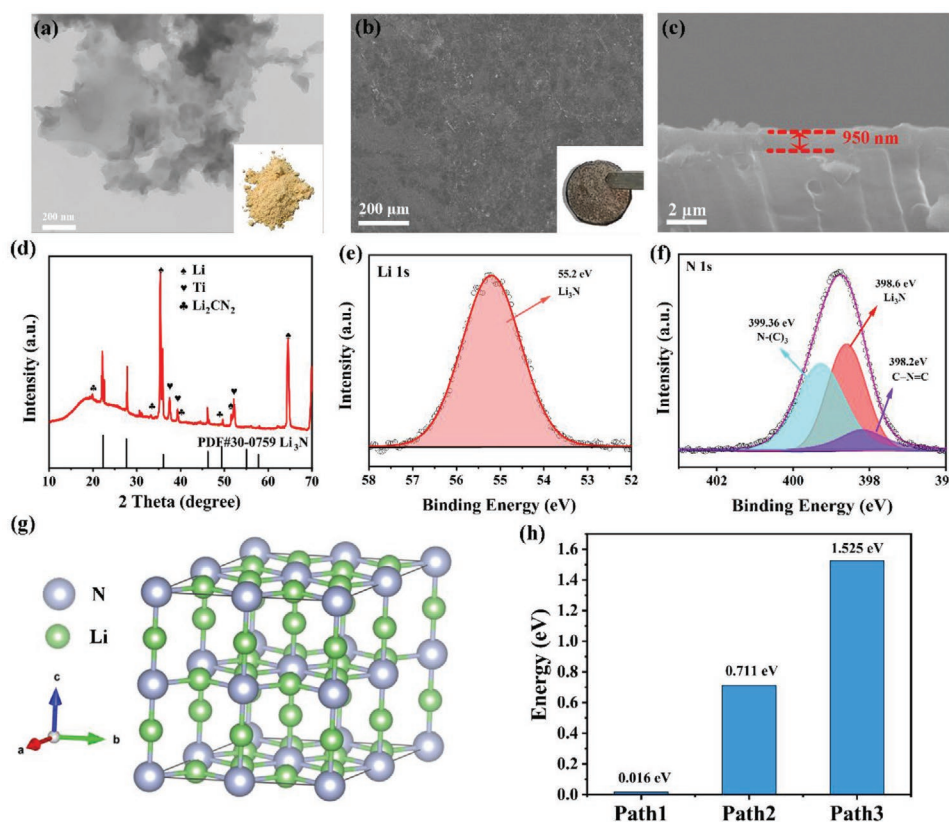 (a)
200 nm
(b)
200 µm
(c)
950 nm
2 µm
(d)
Intensity (a.u.)
♠ Li
♥ Ti
♣ Li₂CN₂
PDF#30-0759 Li₃N
10 20 30 40 50 60 70
2 Theta (degree)
(e)
Intensity (a.u.)
Li 1s
55.2 eV
Li₃N
58 57 56 55 54 53 52
Binding Energy (eV)
(f)
Intensity (a.u.)
N 1s
398.6 eV
Li₃N
399.36 eV
N-(C)₃
398.2eV
C–N=C
402 400 398 39
Binding Energy (eV)
(g)
N
Li
c
a
b
(h)
Energy (eV)
1.6
1.4
1.2
1.0
0.8
0.6
0.4
0.2
0.0
0.016 eV
0.711 eV
1.525 eV
Path1 Path2 Path3